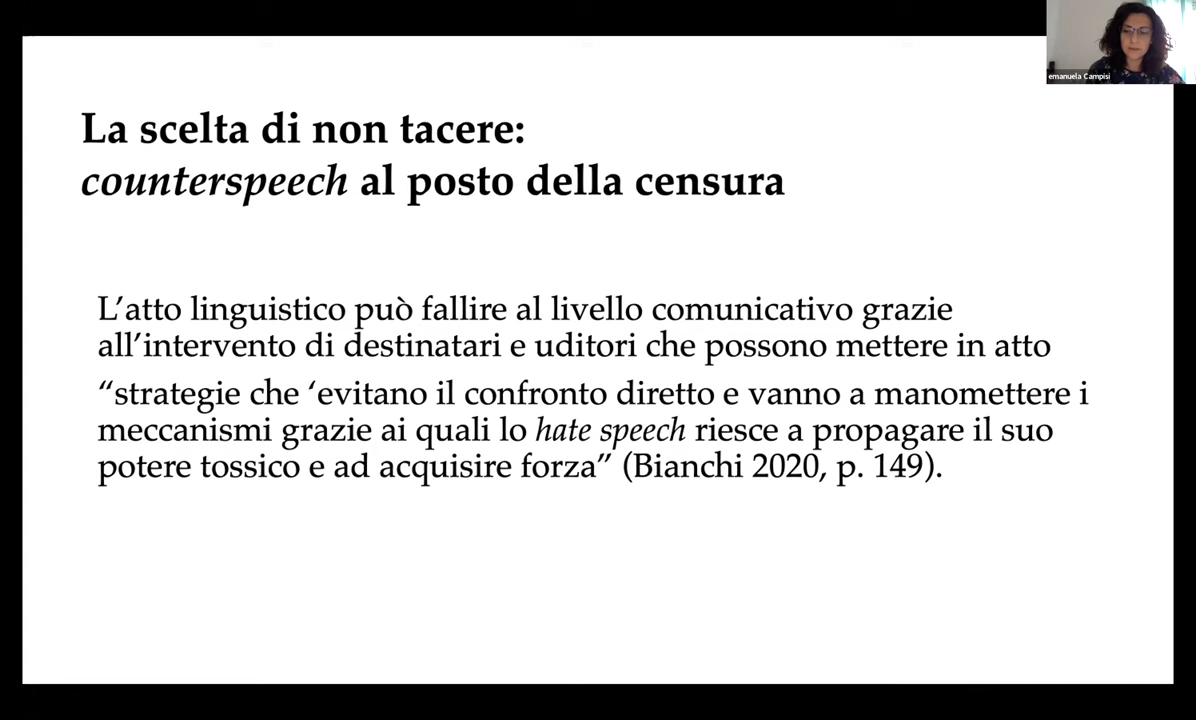 emanuela Campisi
La scelta di non tacere:
counterspeech al posto della censura
L’atto linguistico può fallire al livello comunicativo grazie
all’intervento di destinatari e uditori che possono mettere in atto
“strategie che ‘evitano il confronto diretto e vanno a manomettere i
meccanismi grazie ai quali lo hate speech riesce a propagare il suo
potere tossico e ad acquisire forza” (Bianchi 2020, p. 149).